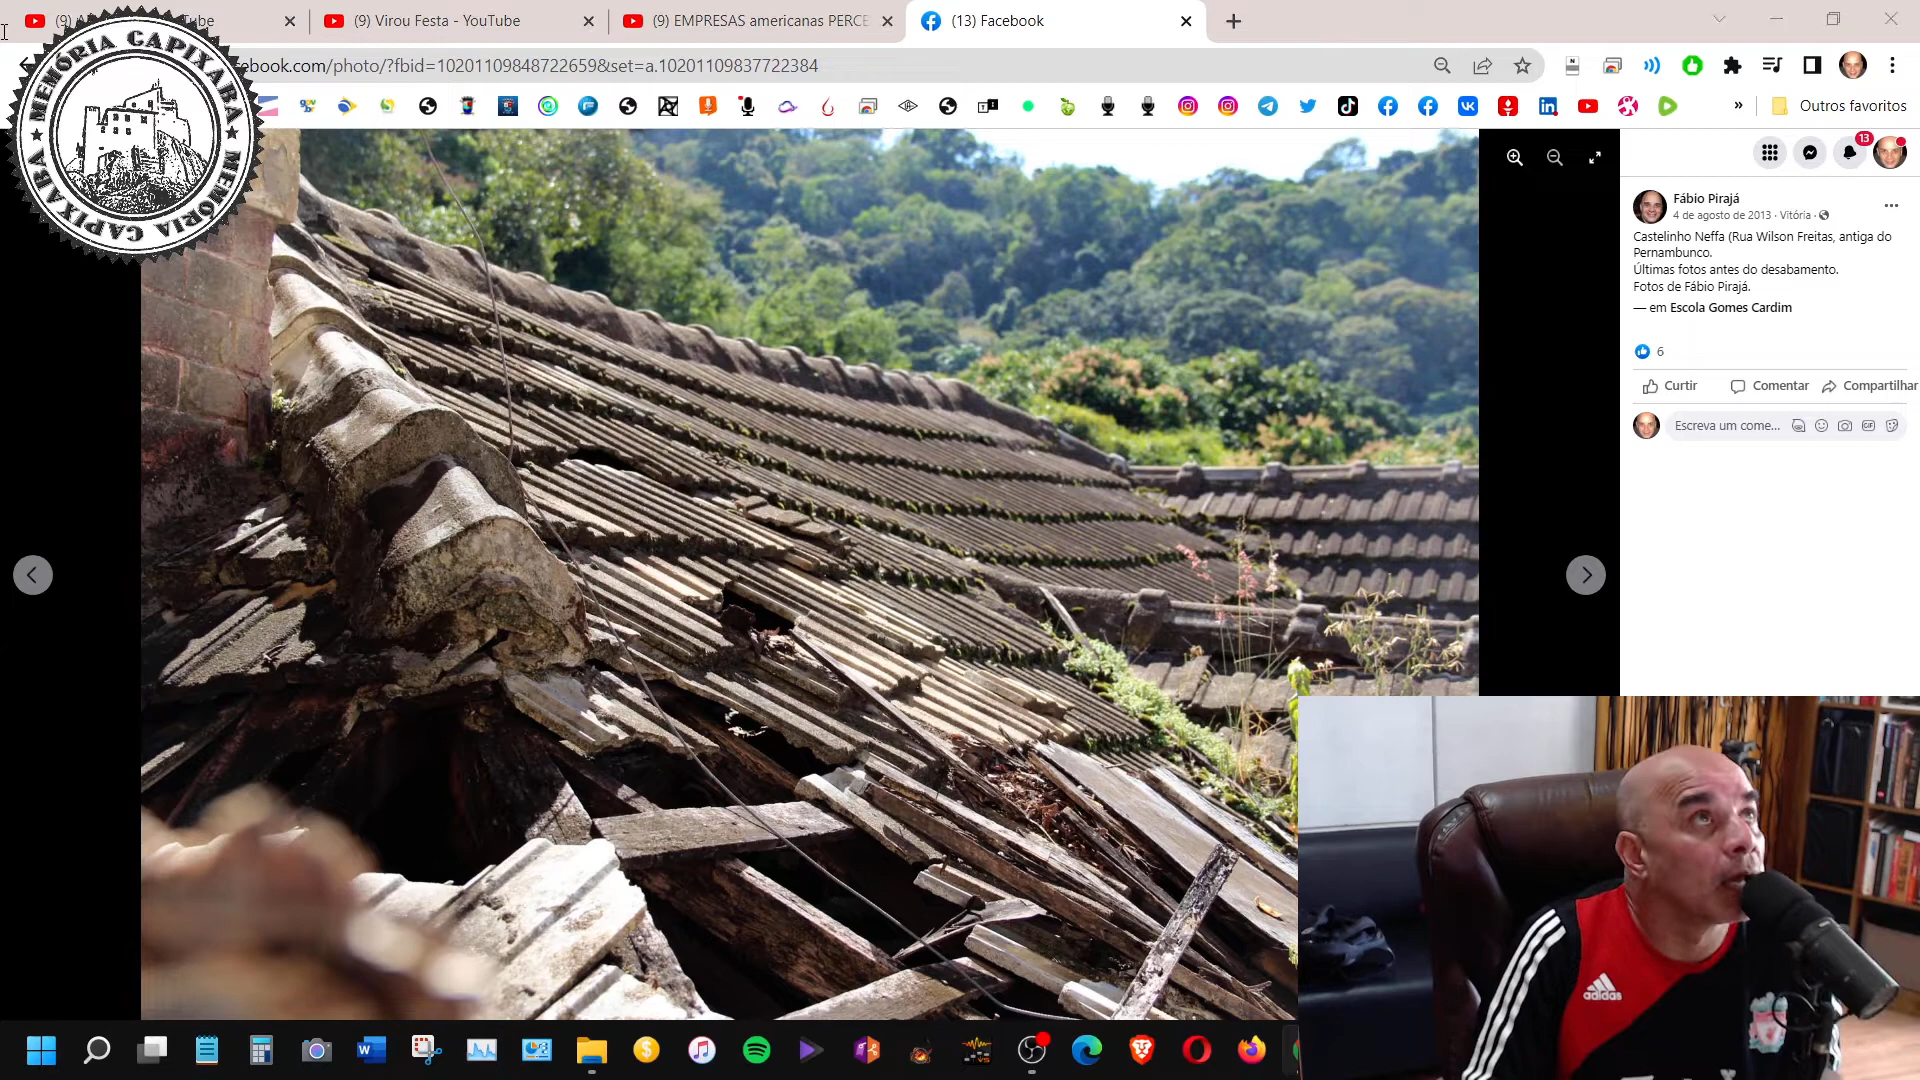 (9) Virou Festa - YouTube
(9) EMPRESAS americanas PERCE
(13) Facebook
MEMÓRIA CAPIXABA
MEMÓRIA CAPIXABA
ebook.com/photo/?fbid=10201109848722659&set=a.10201109837722384
Outros favoritos
13
Fábio Pirajá
4 de agosto de 2013 · Vitória ·
Castelinho Neffa (Rua Wilson Freitas, antiga do
Pernambunco.
Últimas fotos antes do desabamento.
Fotos de Fábio Pirajá.
— em Escola Gomes Cardim
6
Curtir
Comentar
Compartilhar
Escreva um come...
adidas